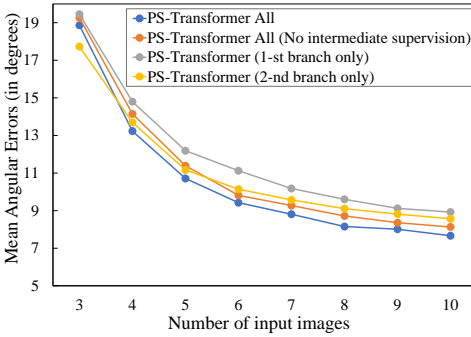 PS-Transformer All
PS-Transformer All (No intermediate supervision)
PS-Transformer (1-st branch only)
PS-Transformer (2-nd branch only)
Mean Angular Errors (in degrees)
19
17
15
13
11
9
7
5
3 4 5 6 7 8 9 10
Number of input images